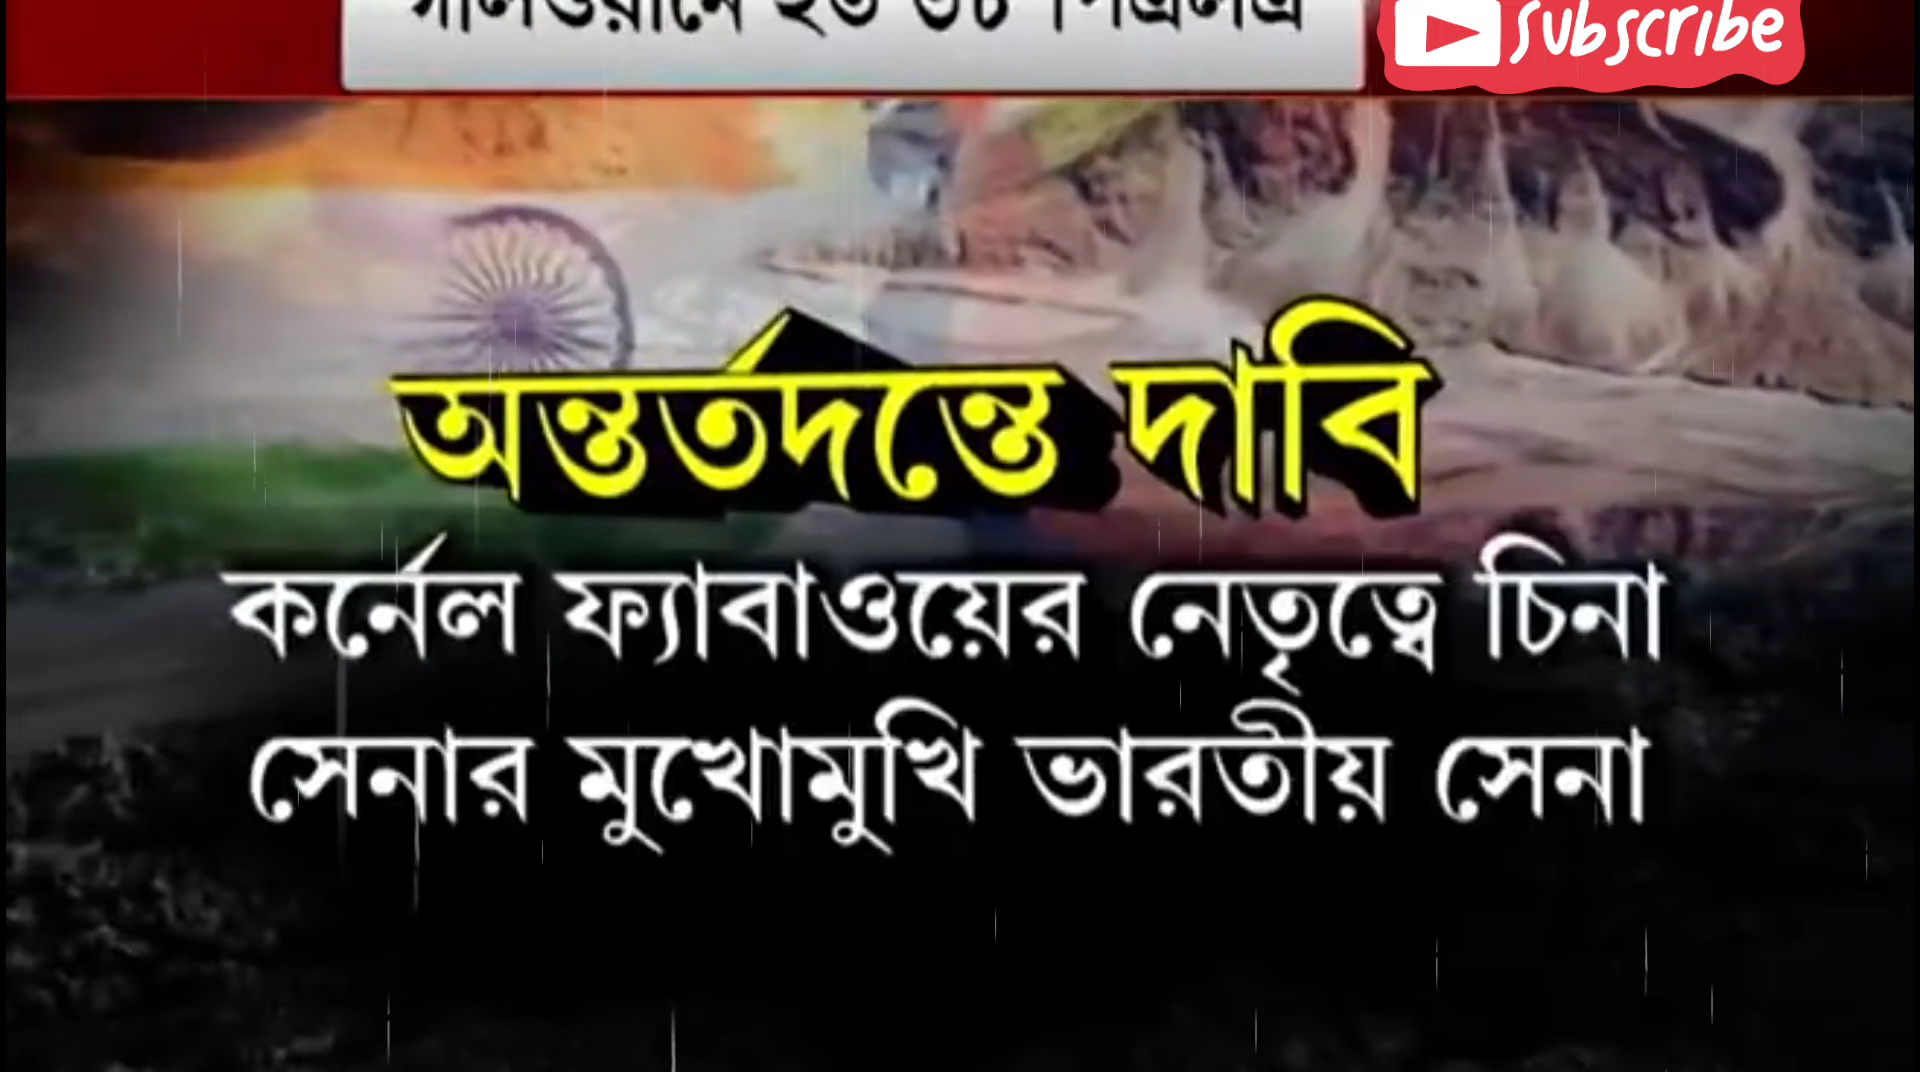 Subscribe
অন্তর্তদন্তে দাবি
কর্নেল ফ্যাবাওয়ের নেতৃত্বে চিনা
সেনার মুখোমুখি ভারতীয় সেনা